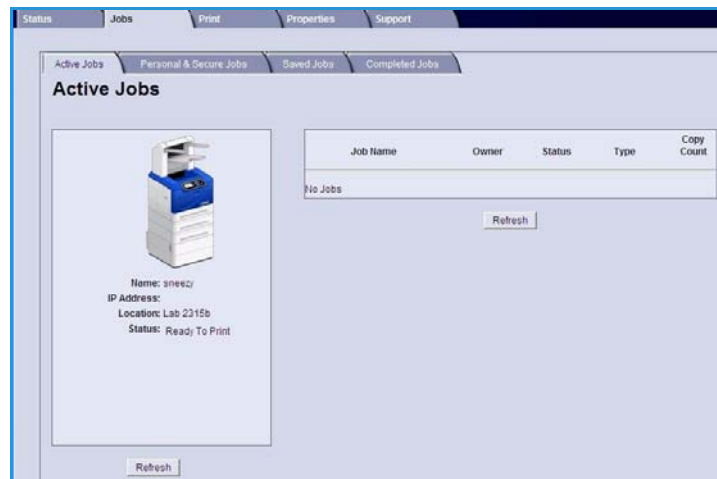 Status Jobs Print Properties Support
Active Jobs Personal & Secure Jobs Saved Jobs Completed Jobs
Active Jobs
Job Name Owner Status Type Copy Count
No Jobs
Refresh
Name: sneezy
IP Address:
Location: Lab 2315b
Status: Ready To Print
Refresh